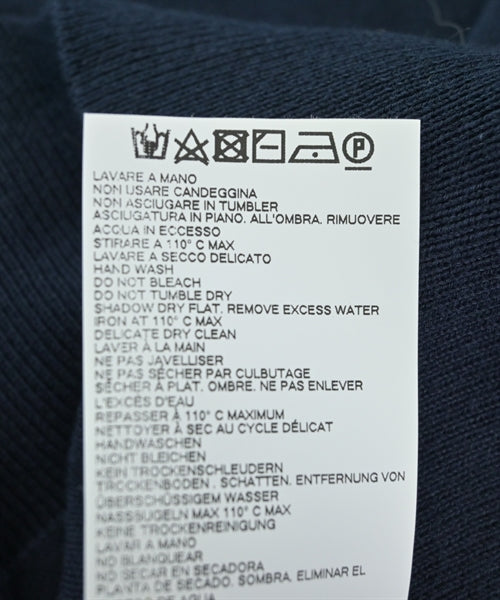 P
LAVARE A MANO
NON USARE CANDEGGINA
NON ASCIUGARE IN TUMBLER
ASCIUGATURA IN PIANO. ALL'OMBRA. RIMUOVERE
ACQUA IN ECCESSO
STIRARE A 110° C MAX
LAVARE A SECCO DELICATO
HAND WASH
DO NOT BLEACH
DO NOT TUMBLE DRY
SHADOW DRY FLAT. REMOVE EXCESS WATER
IRON AT 110° C MAX
DELICATE DRY CLEAN
LAVER À LA MAIN
NE PAS JAVELLISER
NE PAS SÉCHER PAR CULBUTAGE
SÉCHER À PLAT. OMBRE. NE PAS ENLEVER
L'EXCÈS D'EAU
REPASSER À 110° C MAXIMUM
NETTOYER À SEC AU CYCLE DÉLICAT
HANDWASCHEN
NICHT BLEICHEN
KEIN TROCKENSCHLEUDERN
TROCKENBODEN . SCHATTEN. ENTFERNUNG VON
ÜBERSCHÜSSIGEM WASSER
NASSBUGELN MAX 110° C MAX
KEINE TROCKENREINIGUNG
LAVAR A MANO
NO BLANQUEAR
NO SECAR EN SECADORA
PLANTA DE SECADO. SOMBRA. ELIMINAR EL
DE AGUA